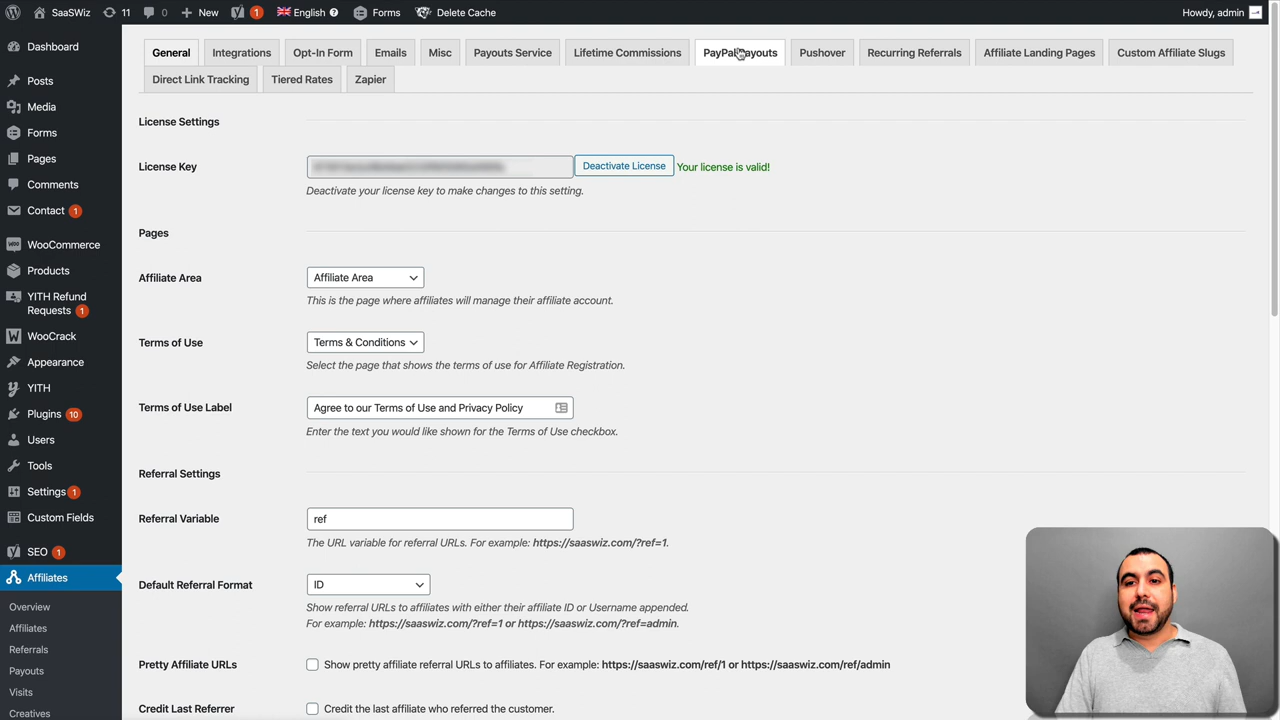 SaaSWiz 11 0 New 1 English Forms Delete Cache Howdy, admin
Dashboard
Posts
Media
Forms
Pages
Comments
Contact 1
WooCommerce
Products
YITH Refund
Requests 1
WooCrack
Appearance
YITH
Plugins 10
Users
Tools
Settings 1
Custom Fields
SEO 1
Affiliates
Overview
Affiliates
Referrals
Payouts
Visits
Creatives
General Integrations Opt-In Form Emails Misc Payouts Service Lifetime Commissions PayPal Payouts Pushover Recurring Referrals Affiliate Landing Pages Custom Affiliate Slugs
Direct Link Tracking Tiered Rates Zapier
License Settings
License Key Deactivate License Your license is valid!
Deactivate your license key to make changes to this setting.
Pages
Affiliate Area Affiliate Area
This is the page where affiliates will manage their affiliate account.
Terms of Use Terms & Conditions
Select the page that shows the terms of use for Affiliate Registration.
Terms of Use Label Agree to our Terms of Use and Privacy Policy
Enter the text you would like shown for the Terms of Use checkbox.
Referral Settings
Referral Variable ref
The URL variable for referral URLs. For example: https://saaswiz.com/?ref=1.
Default Referral Format ID
Show referral URLs to affiliates with either their affiliate ID or Username appended.
For example: https://saaswiz.com/?ref=1 or https://saaswiz.com/?ref=admin.
Pretty Affiliate URLs Show pretty affiliate referral URLs to affiliates. For example: https://saaswiz.com/ref/1 or https://saaswiz.com/ref/admin
Credit Last Referrer Credit the last affiliate who referred the customer.